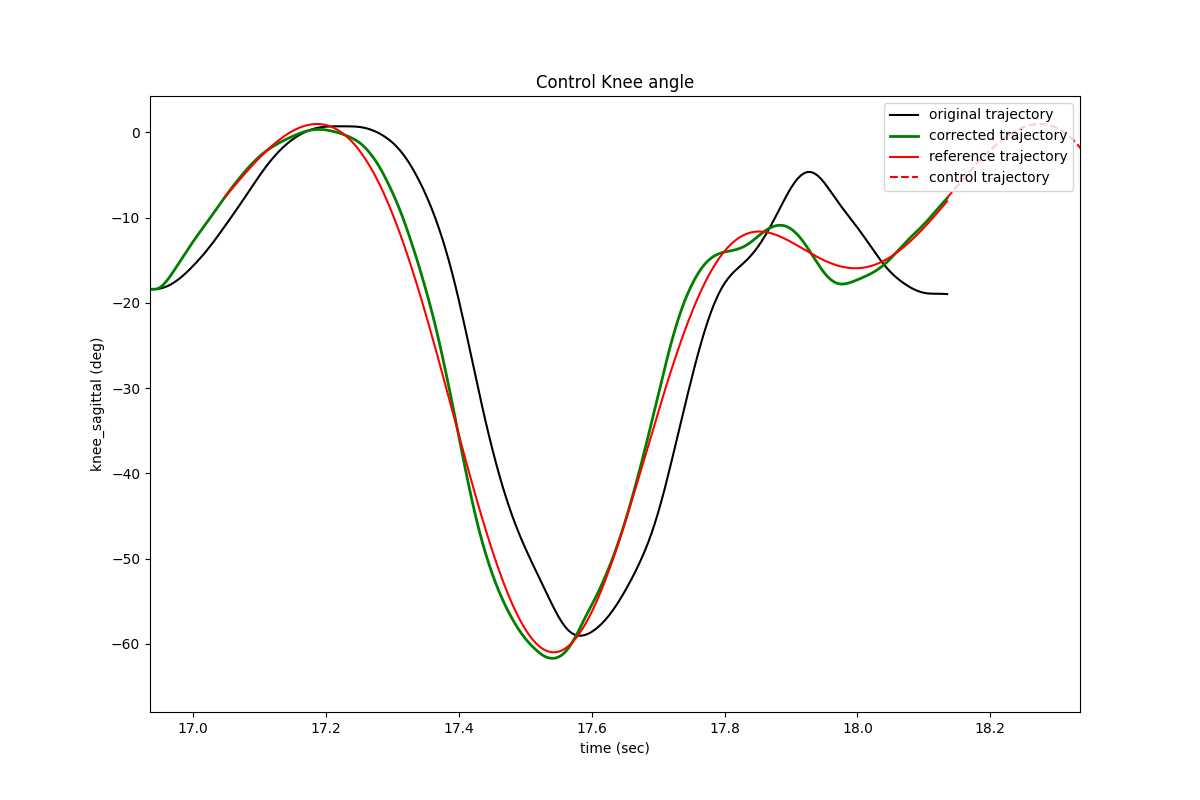 Control Knee angle
original trajectory
corrected trajectory
reference trajectory
control trajectory
0
−10
−20
−30
−40
−50
−60
knee_sagittal (deg)
17.0 17.2 17.4 17.6 17.8 18.0 18.2
time (sec)